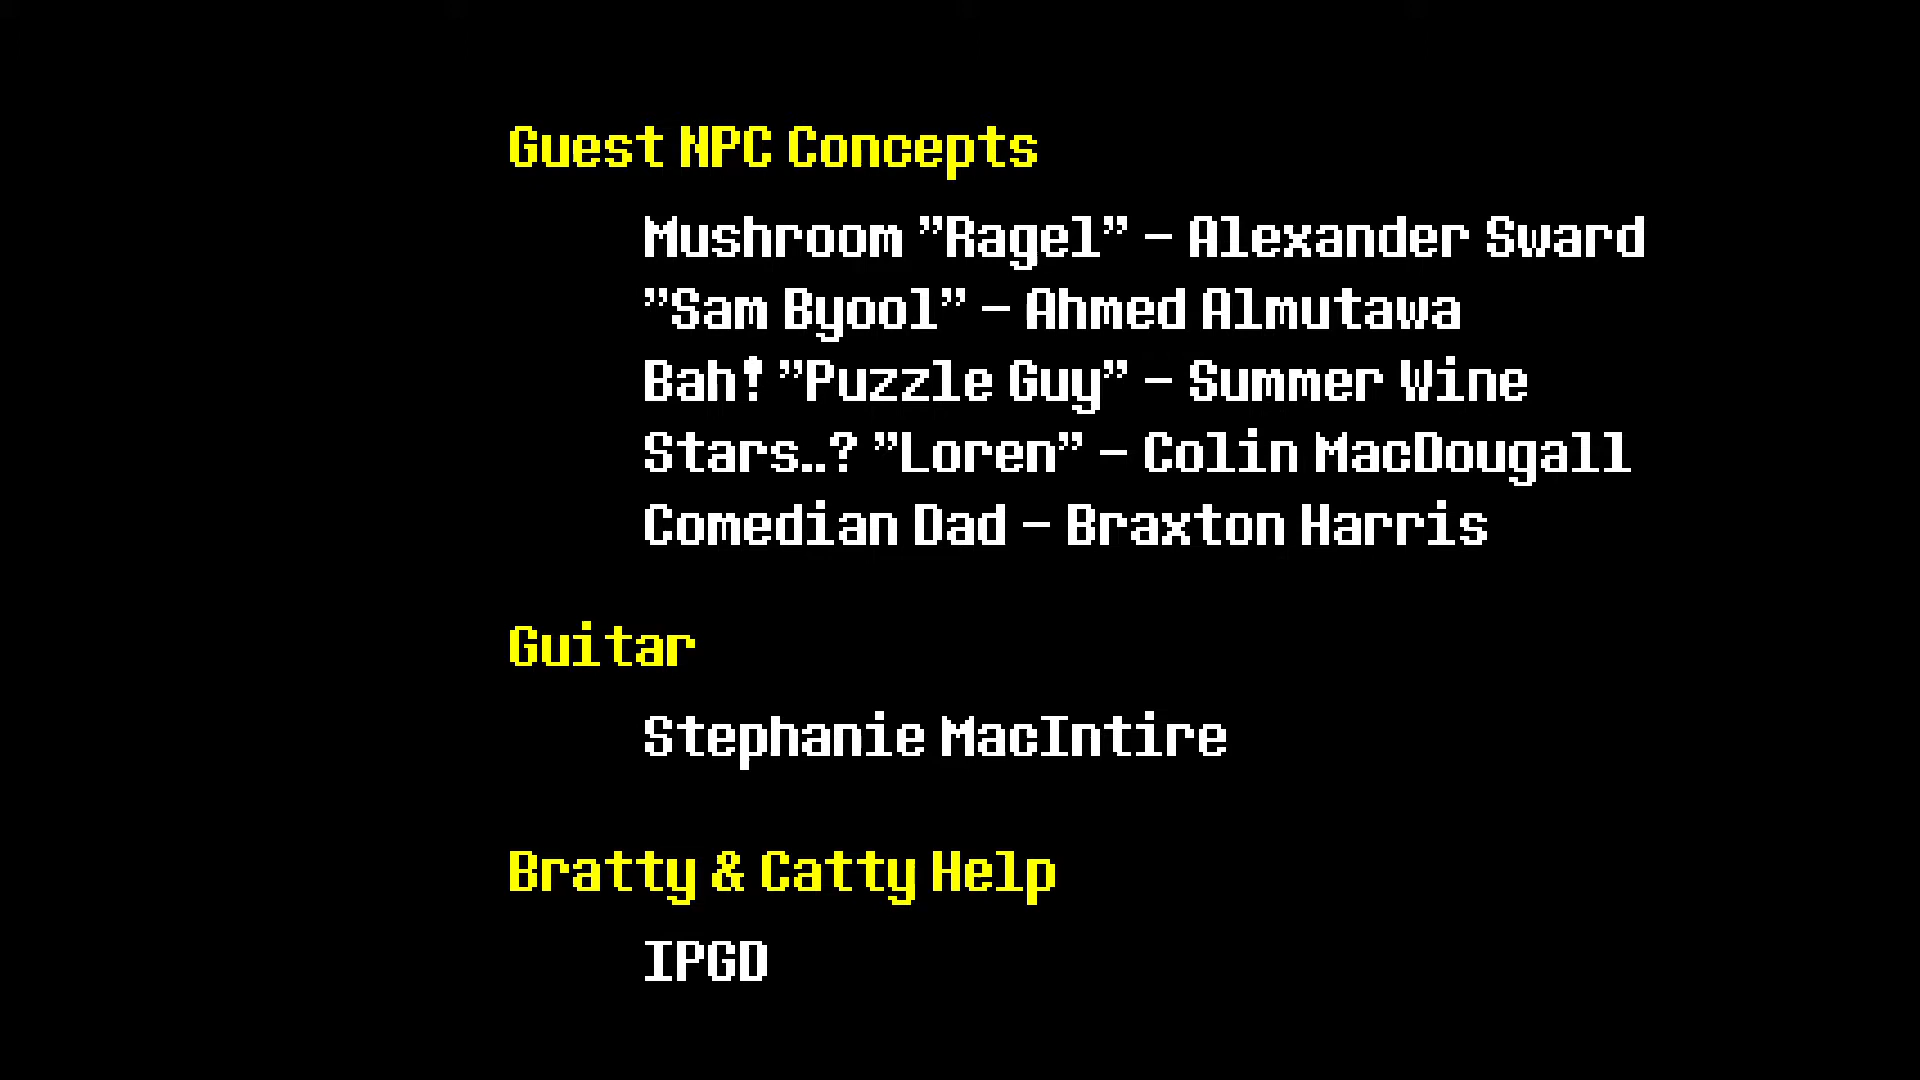 Guest NPC Concepts
Mushroom "Ragel" - Alexander Sward
"Sam Byool" - Ahmed Almutawa
Bah! "Puzzle Guy" - Summer Wine
Stars..? "Loren" - Colin MacDougall
Comedian Dad - Braxton Harris
Guitar
Stephanie MacIntire
Bratty & Catty Help
IPGD